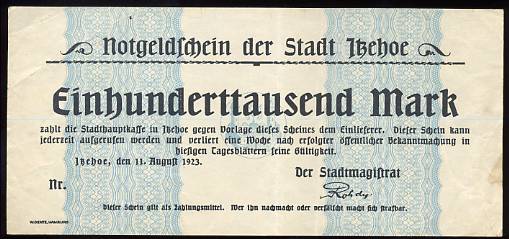 Notgeldschein der Stadt Itzehoe
Einhunderttausend Mark
zahlt die Stadthauptkasse in Itzehoe gegen Vorlage dieses Scheines dem Einlieferer. Dieser Schein kann
jederzeit aufgerufen werden und verliert eine Woche nach erfolgter öffentlicher Bekanntmachung in
hiesigen Tagesblättern seine Gültigkeit.
Itzehoe, den 11. August 1923.
Der Stadtmagistrat
Nr.
Rohde
Dieser Schein gilt als Zahlungsmittel. Wer ihn nachmacht oder verfälscht macht sich strafbar.